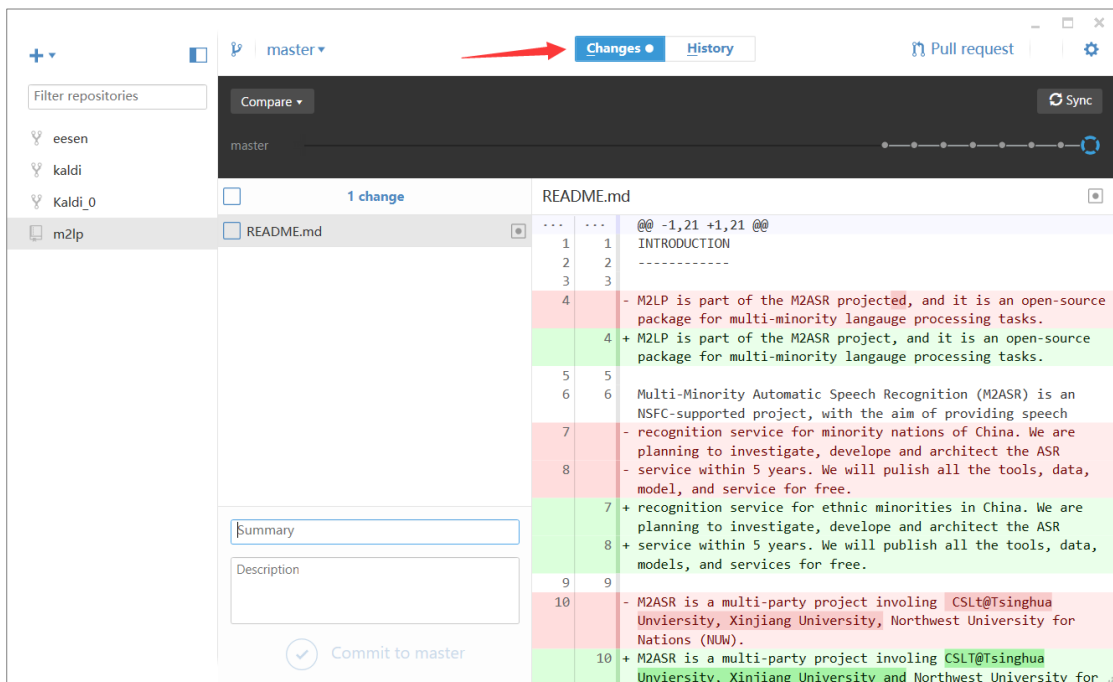 master
Changes
History
Pull request
Filter repositories
eesen
kaldi
Kaldi_0
m2lp
Compare
Sync
master
1 change
README.md
Summary
Description
Commit to master
README.md
... ... @@ -1,21 +1,21 @@
1 1 INTRODUCTION
2 2 ------------
3 3
4 - M2LP is part of the M2ASR projected, and it is an open-source
package for multi-minority langauge processing tasks.
4 + M2LP is part of the M2ASR project, and it is an open-source
package for multi-minority langauge processing tasks.
5 5
6 6 Multi-Minority Automatic Speech Recognition (M2ASR) is an
NSFC-supported project, with the aim of providing speech
7 - recognition service for minority nations of China. We are
planning to investigate, develope and architect the ASR
8 - service within 5 years. We will pulish all the tools, data,
model, and service for free.
7 + recognition service for ethnic minorities in China. We are
planning to investigate, develope and architect the ASR
8 + service within 5 years. We will publish all the tools, data,
models, and services for free.
9 9
10 - M2ASR is a multi-party project involing CSLt@Tsinghua
Unviersity, Xinjiang University, Northwest University for
Nations (NUW).
10 + M2ASR is a multi-party project involing CSLT@Tsinghua
Unviersity, Xinjiang University and Northwest University for